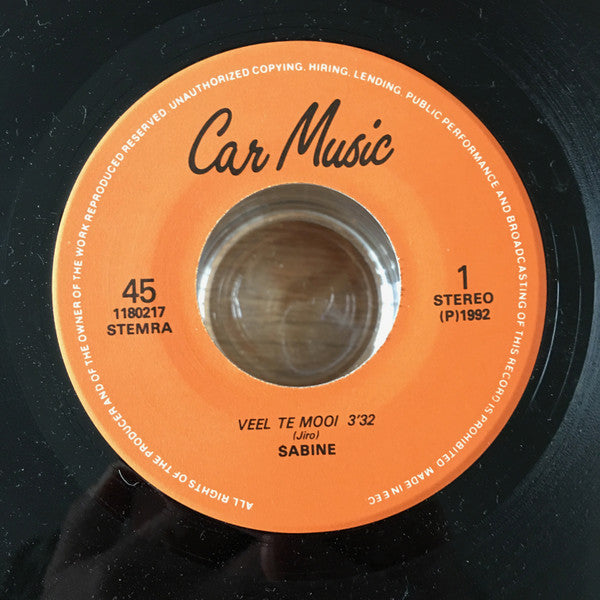 ALL RIGHTS OF THE PRODUCER AND OF THE OWNER OF THE WORK REPRODUCED RESERVED. UNAUTHORIZED COPYING. HIRING. LENDING. PUBLIC PERFORMANCE AND BROADCASTING OF THIS RECORD IS PROHIBITED MADE IN EEC.
Car Music
45
1180217
STEMRA
1
STEREO
(P)1992
VEEL TE MOOI 3'32
(Jiro)
SABINE